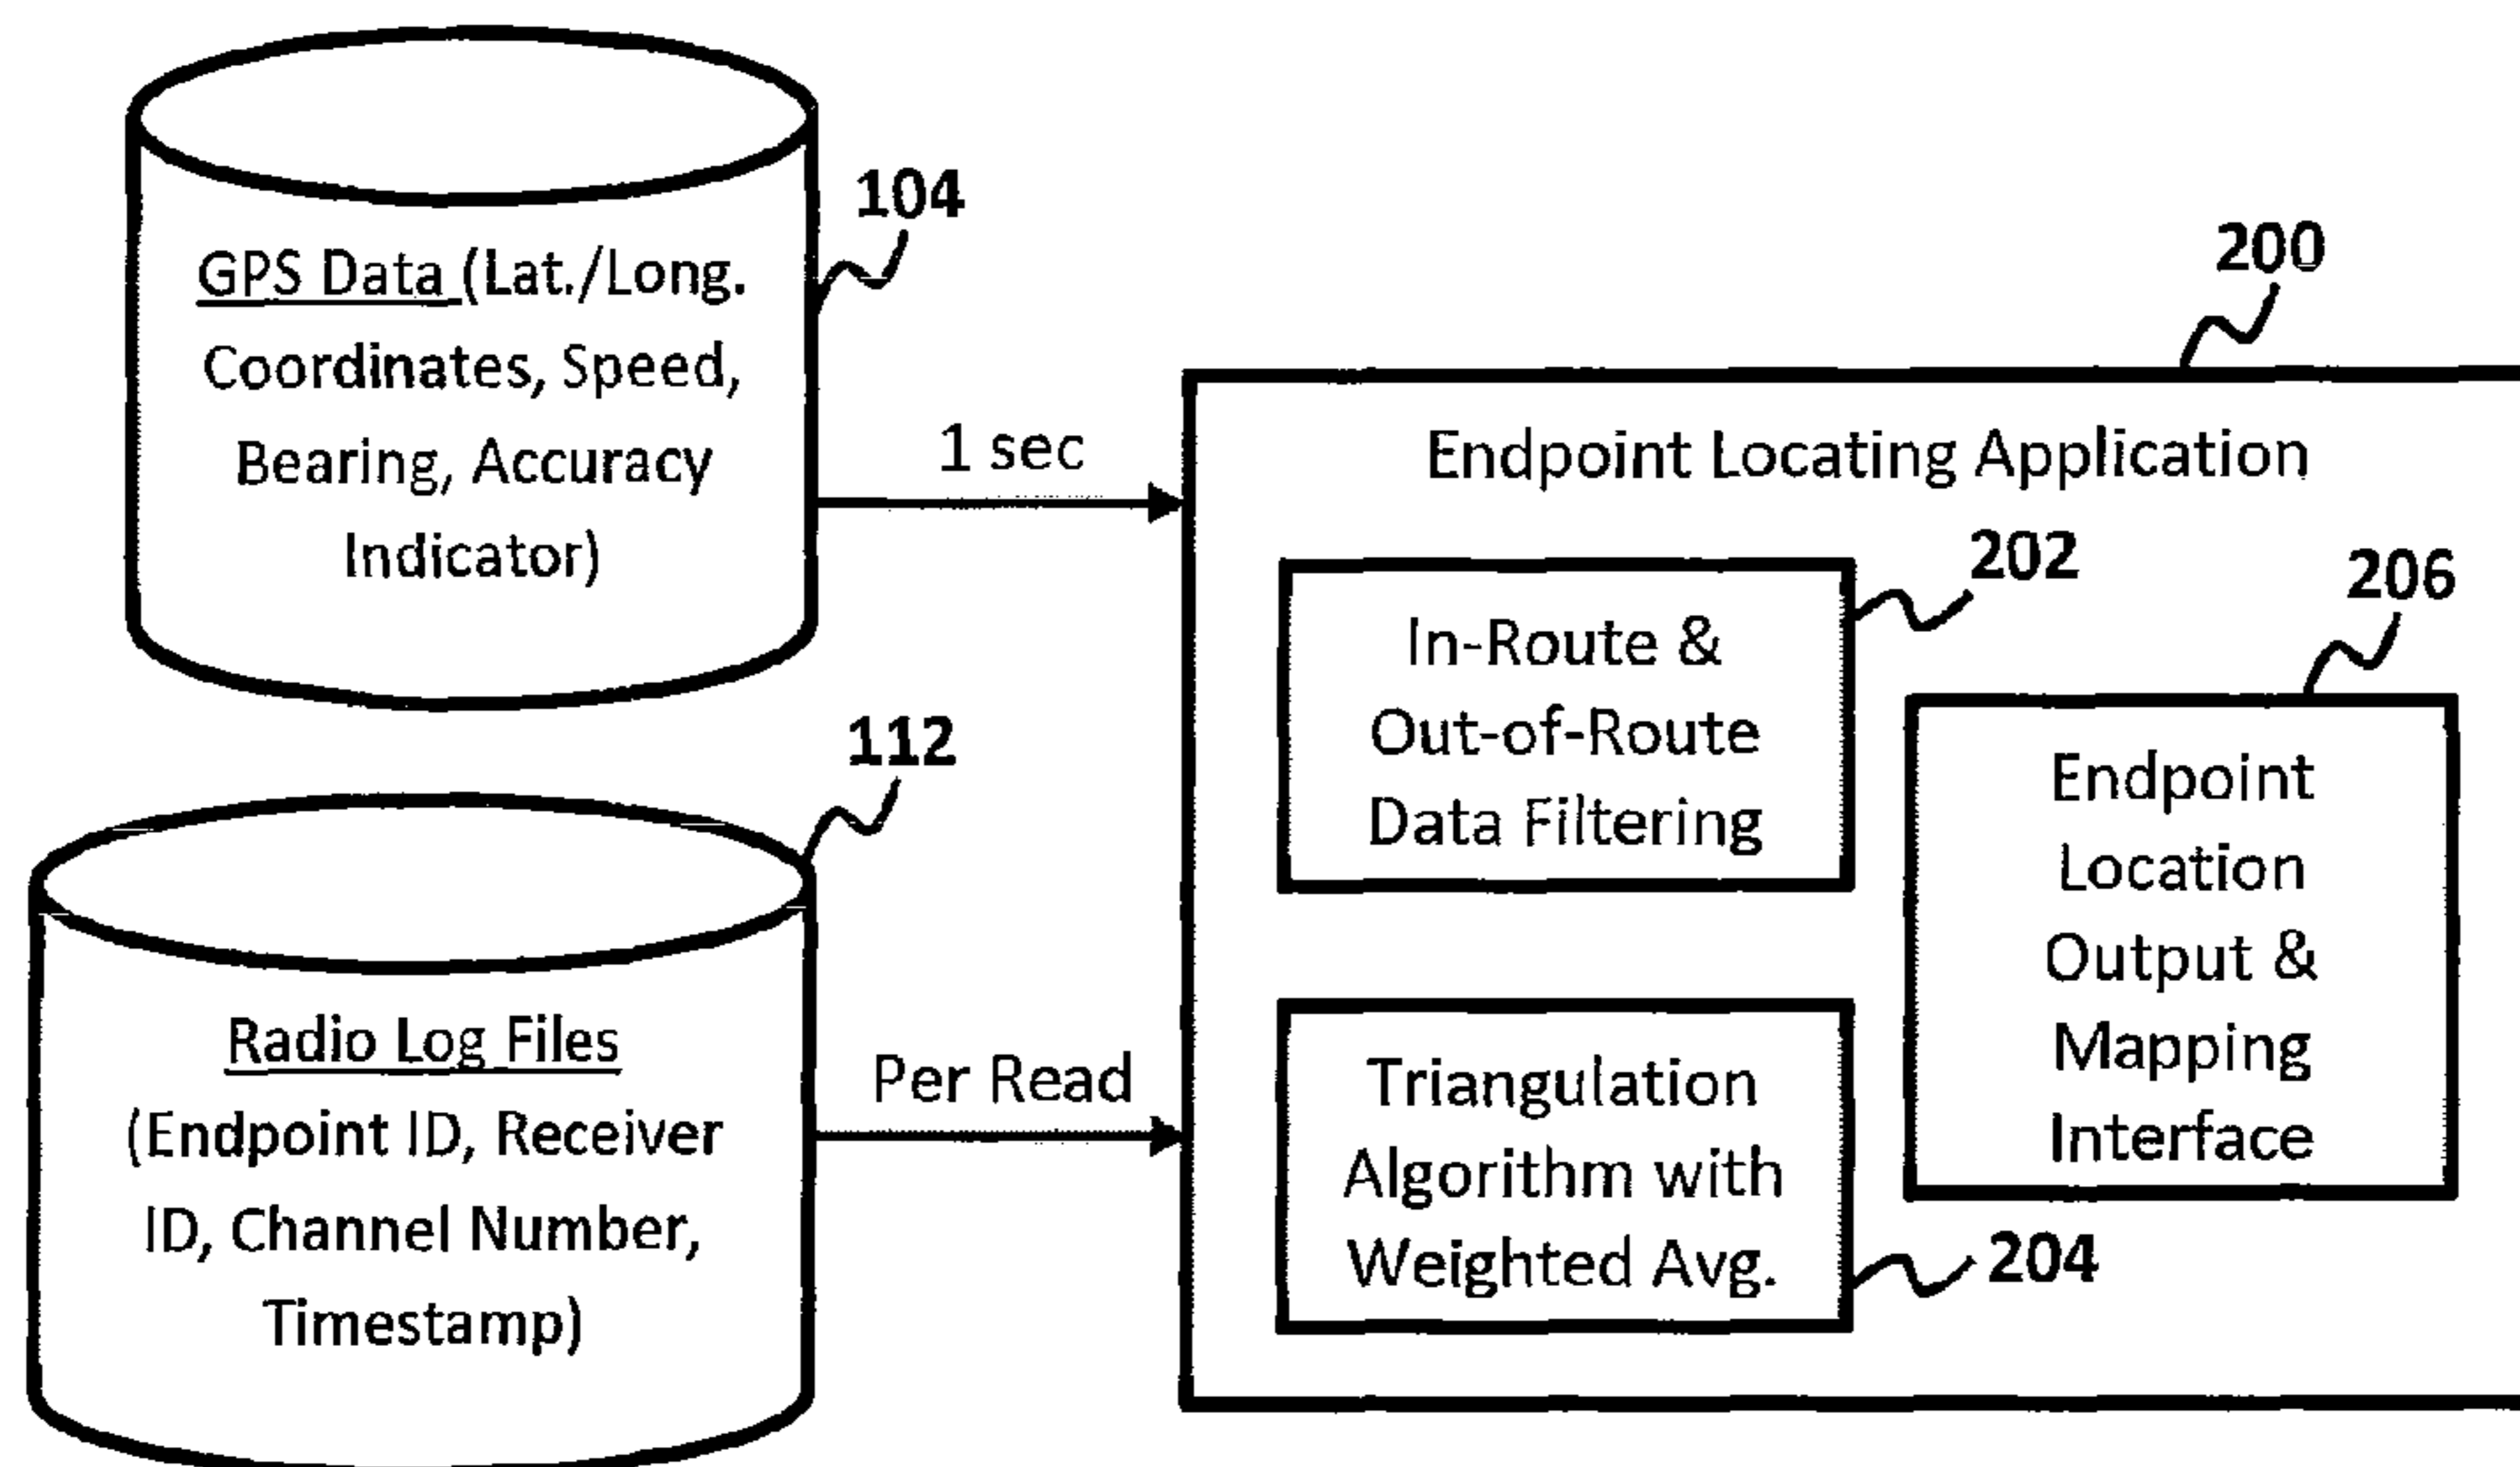 104
GPS Data (Lat./Long.
Coordinates, Speed,
Bearing, Accuracy
Indicator)
1 sec
112
Radio Log Files
(Endpoint ID, Receiver
ID, Channel Number,
Timestamp)
Per Read
200
Endpoint Locating Application
202
In-Route &
Out-of-Route
Data Filtering
206
Endpoint
Location
Output &
Mapping
Interface
Triangulation
Algorithm with
Weighted Avg.
204